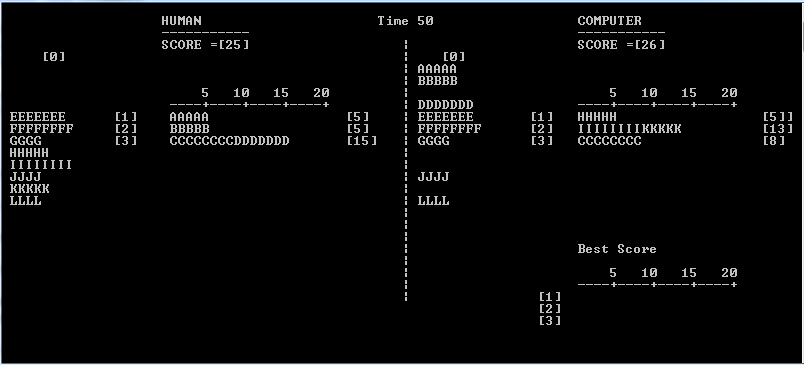 HUMAN Time 50 COMPUTER
----------- -----------
SCORE =[25] SCORE =[26]
[0] [0]
AAAAA
BBBBB
5 10 15 20 5 10 15 20
DDDDDDD
----+----+----+----+ ----+----+----+----+
EEEEEEE [1] AAAAA [5] EEEEEEE [1] HHHHH [5]]
FFFFFFFF [2] BBBBB [5] FFFFFFFF [2] IIIIIIIIKKKKK [13]
GGGG [3] CCCCCCCCDDDDDDD [15] GGGG [3] CCCCCCCC [8]
HHHHH
IIIIIIII
JJJJ JJJJ
KKKKK
LLLL LLLL
Best Score
5 10 15 20
----+----+----+----+
[1]
[2]
[3]